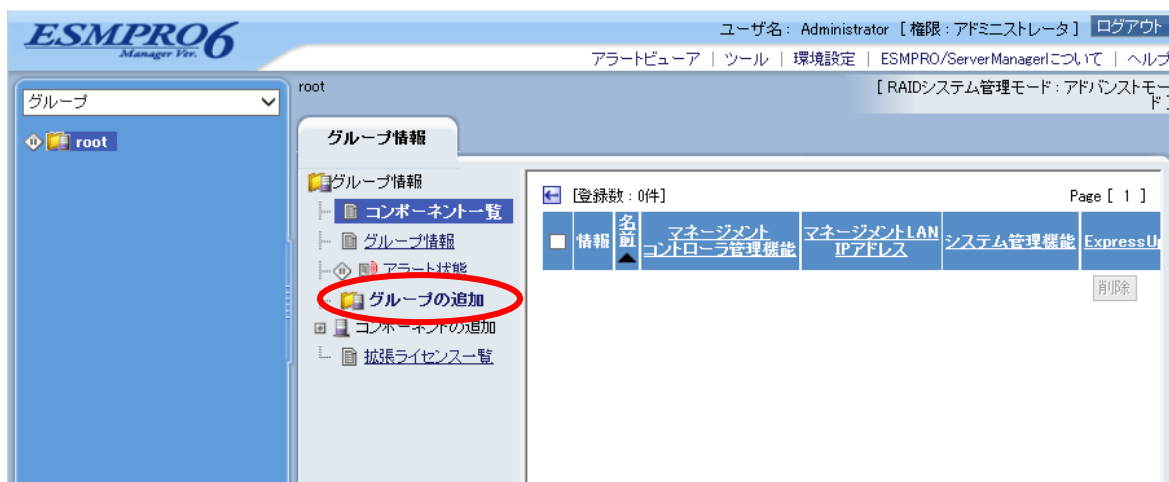 ESMPRO6
Manager Ver.
ユーザ名： Administrator [ 権限：アドミニストレータ ] ログアウト
アラートビューア | ツール | 環境設定 | ESMPRO/ServerManagerについて | ヘルプ
グループ
root
root
[ RAIDシステム管理モード：アドバンストモード ]
グループ情報
グループ情報
コンポーネント一覧
グループ情報
アラート状態
グループの追加
コンポーネントの追加
拡張ライセンス一覧
[登録数：0件]
Page [ 1 ]
情報 名前 マネージメントコントローラ管理機能 マネージメントLAN IPアドレス システム管理機能
削除